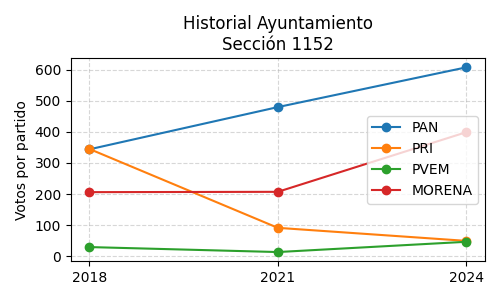 Historial Ayuntamiento
Sección 1152
Votos por partido
600
500
400
300
200
100
0
2018
2021
2024
PAN
PRI
PVEM
MORENA